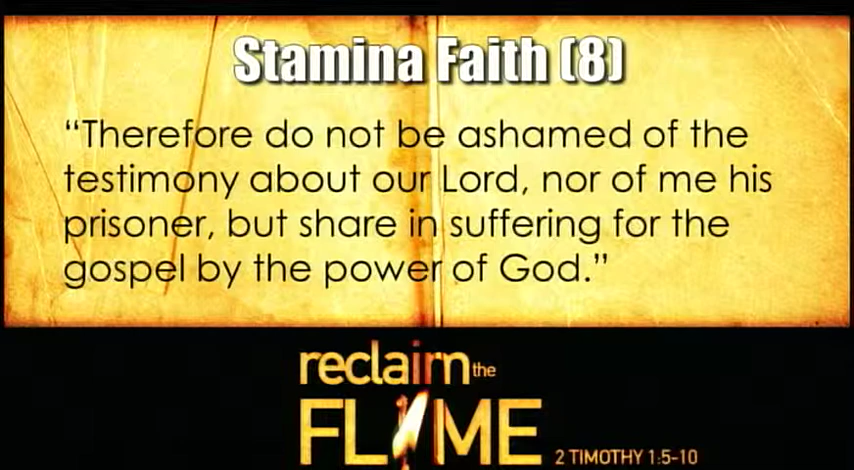 Stamina Faith (8)
“Therefore do not be ashamed of the
testimony about our Lord, nor of me his
prisoner, but share in suffering for the
gospel by the power of God.”
reclaim the
FLAME
2 TIMOTHY 1:5-10